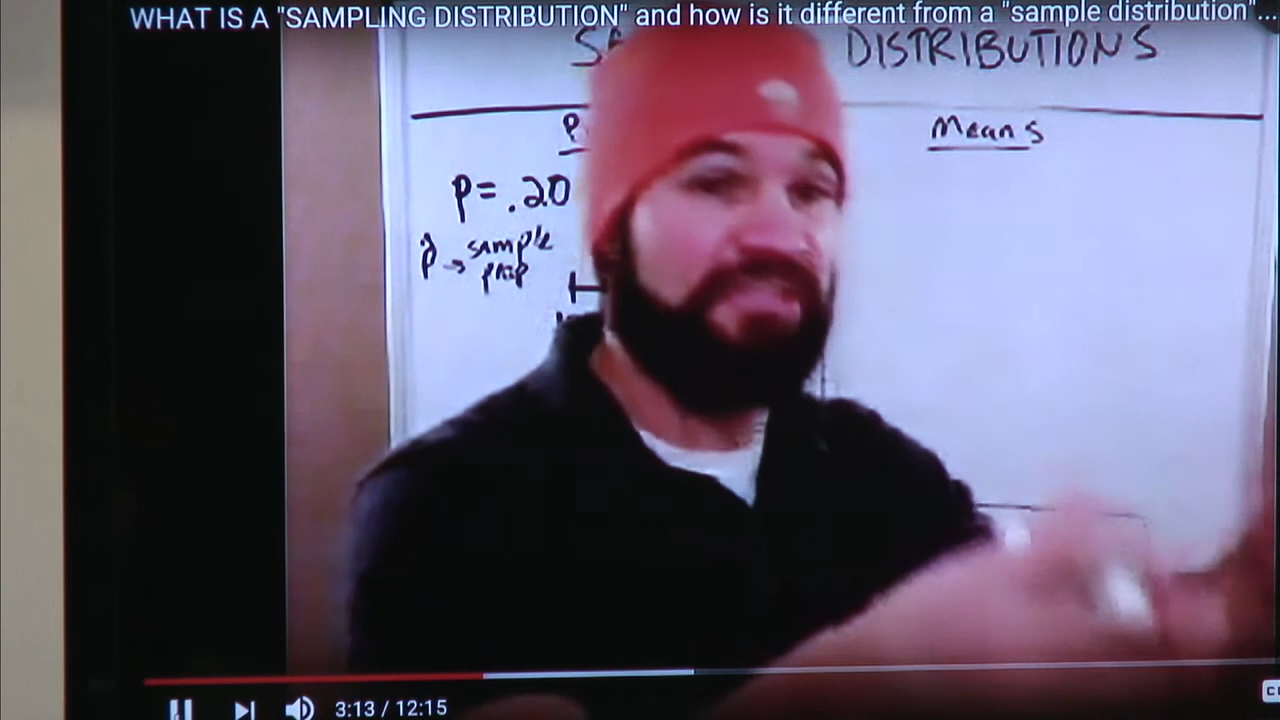 WHAT IS A "SAMPLING DISTRIBUTION" and how is it different from a "sample distribution"...
DISTRIBUTIONS
Means
p = .20
p̂ → sample
prop
3:13 / 12:15